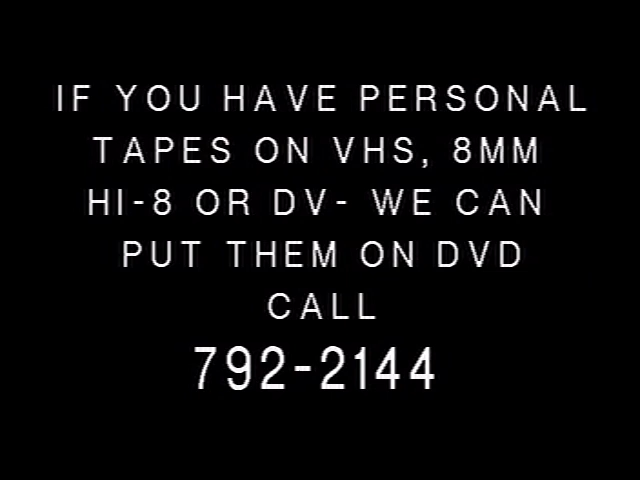 IF YOU HAVE PERSONAL
TAPES ON VHS, 8MM
HI-8 OR DV- WE CAN
PUT THEM ON DVD
CALL
792-2144